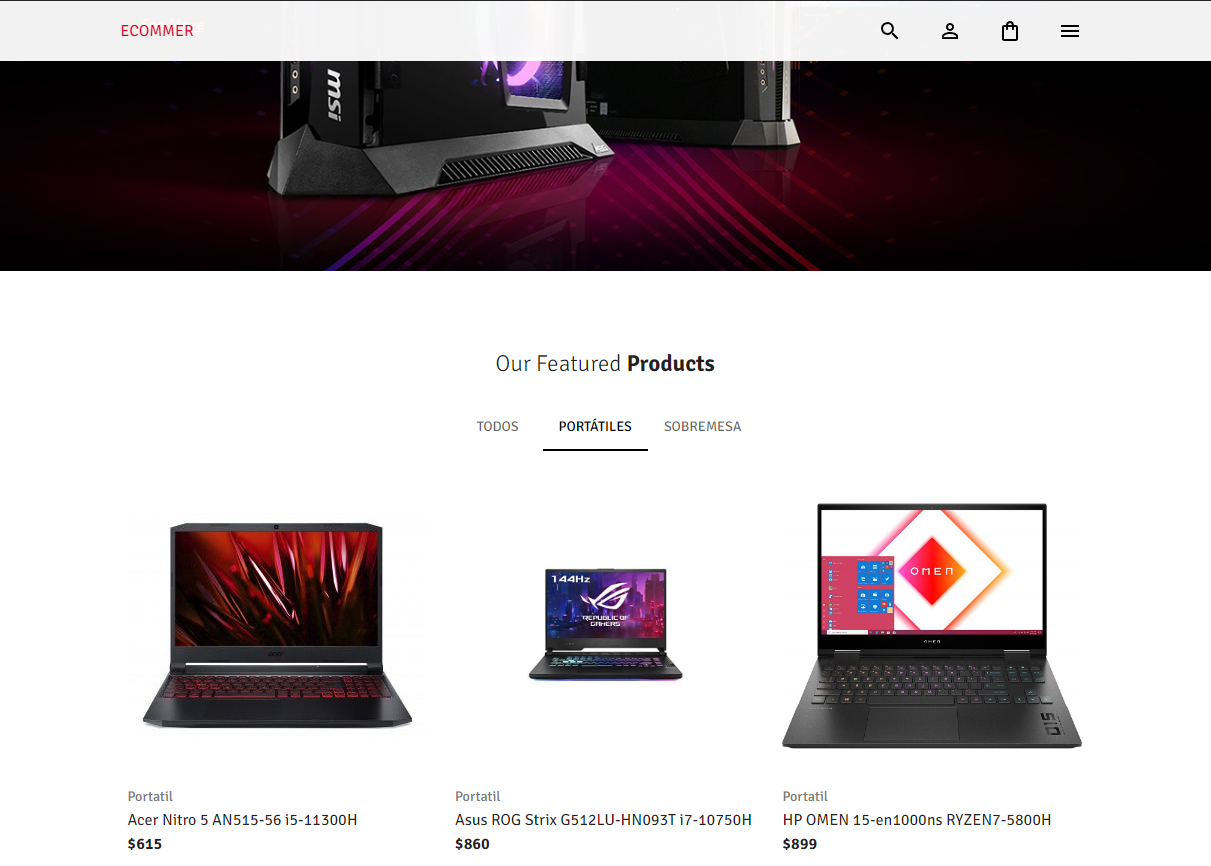 ECOMMER
msi
Our Featured Products
TODOS PORTÁTILES SOBREMESA
144Hz
REPUBLIC OF
GAMERS
OMEN
acer
OMEN
Portatil
Acer Nitro 5 AN515-56 i5-11300H
$615
Portatil
Asus ROG Strix G512LU-HN093T i7-10750H
$860
Portatil
HP OMEN 15-en1000ns RYZEN7-5800H
$899